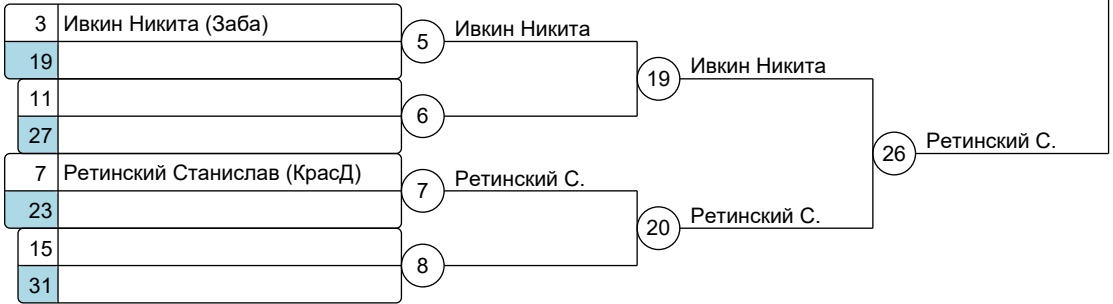 3 Ивкин Никита (Заба)
5 Ивкин Никита
19
19 Ивкин Никита
11
6
27
26 Ретинский С.
7 Ретинский Станислав (КрасД)
7 Ретинский С.
23
20 Ретинский С.
15
8
31